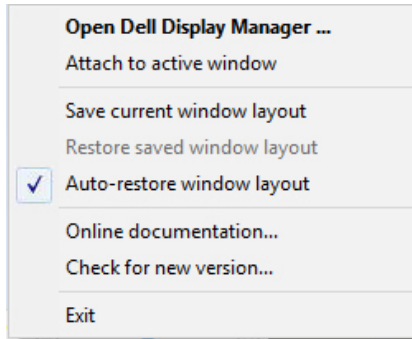 Open Dell Display Manager ...
Attach to active window
Save current window layout
Restore saved window layout
Auto-restore window layout
Online documentation...
Check for new version...
Exit